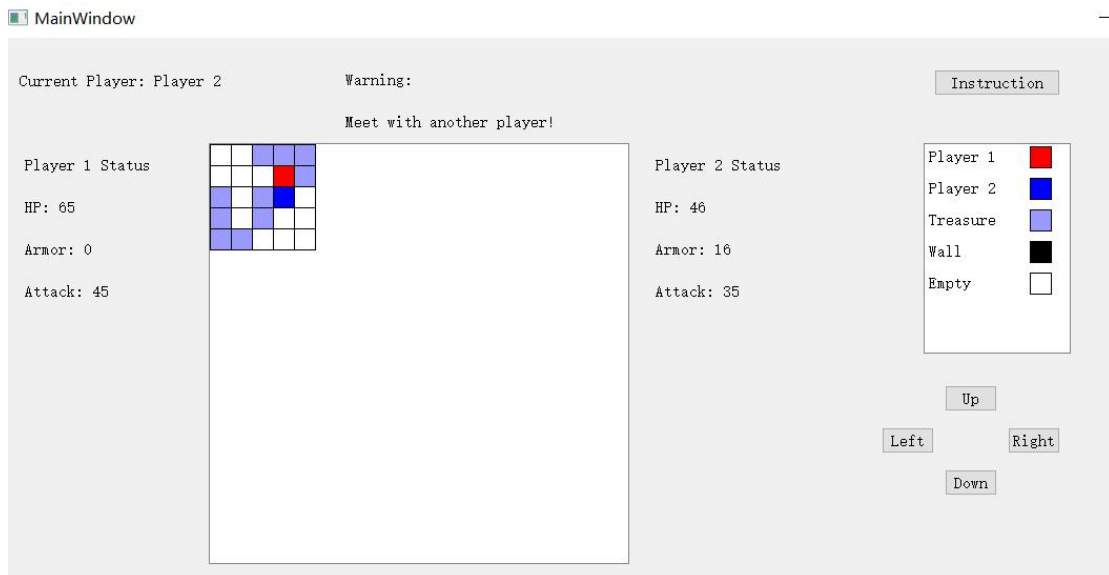 MainWindow
Current Player: Player 2
Warning:
Instruction
Meet with another player!
Player 1 Status
HP: 65
Armor: 0
Attack: 45
Player 2 Status
HP: 46
Armor: 16
Attack: 35
Player 1
Player 2
Treasure
Wall
Empty
Up
Left
Right
Down